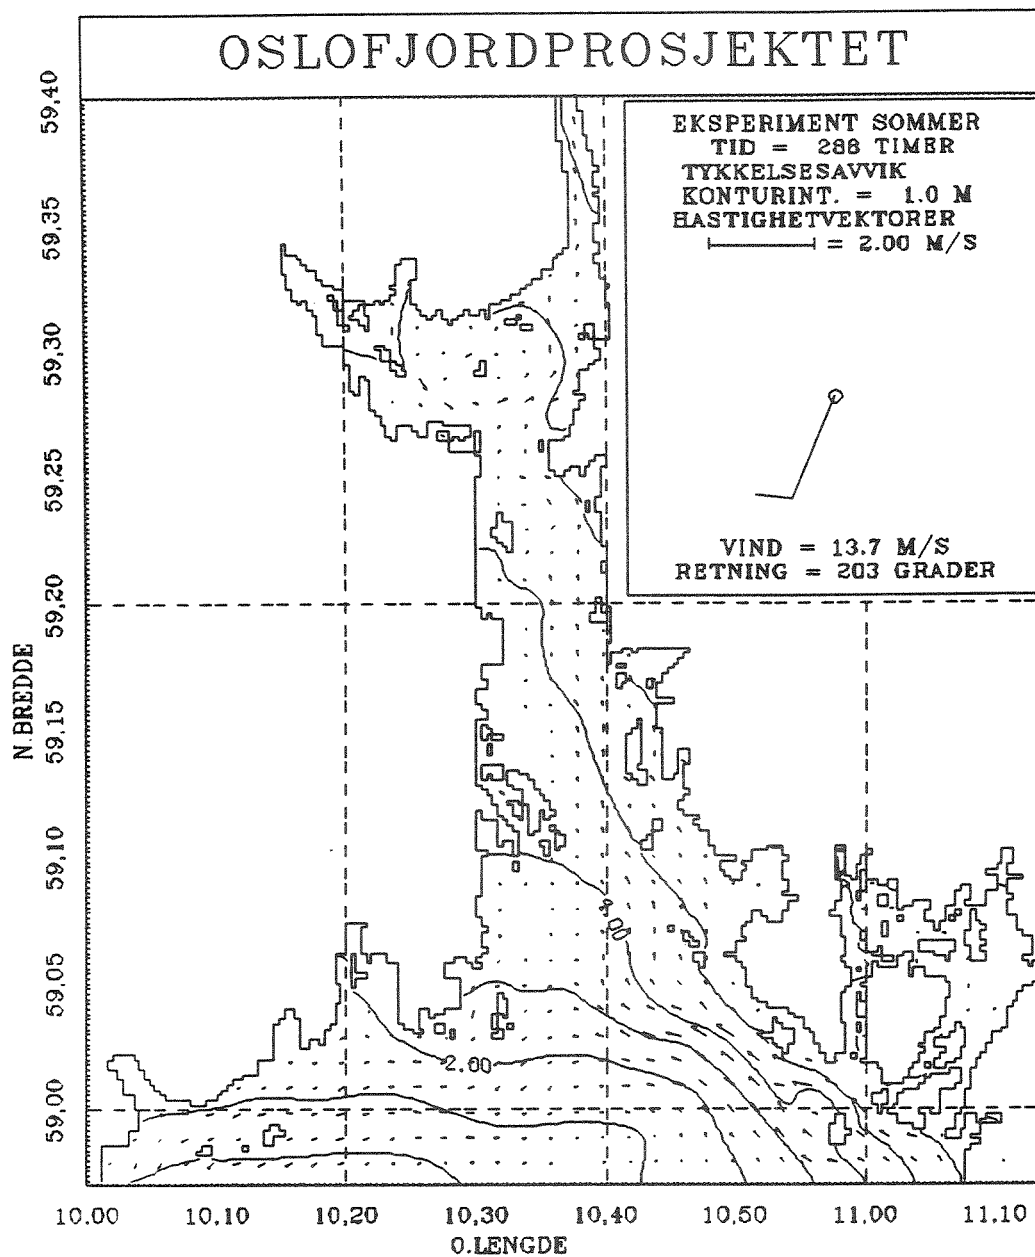 OSLOFJORDPROSJEKTET
EKSPERIMENT SOMMER
TID = 288 TIMER
TYKKELSESAVVIK
KONTURINT. = 1.0 M
HASTIGHETVEKTORER
= 2.00 M/S
VIND = 13.7 M/S
RETNING = 203 GRADER
59,40
59,35
59,30
59,25
59,20
59,15
59,10
59,05
59,00
N.BREDDE
2.00
10.00 10,10 10,20 10,30 10,40 10,50 11,00 11,10
O.LENGDE